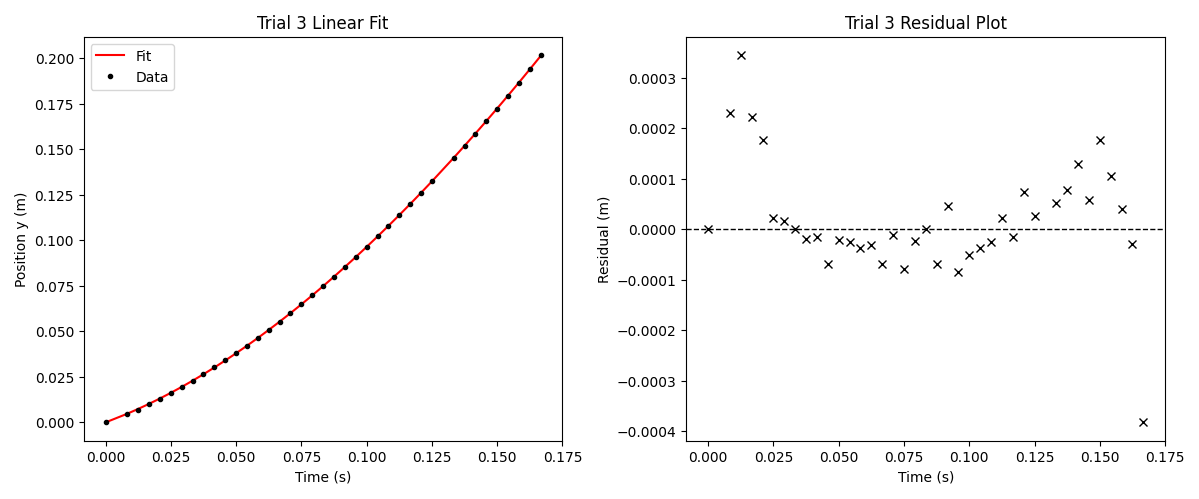 Trial 3 Linear Fit
Fit
Data
0.200
0.175
0.150
0.125
0.100
0.075
0.050
0.025
0.000
Position y (m)
0.000 0.025 0.050 0.075 0.100 0.125 0.150 0.175
Time (s)
Trial 3 Residual Plot
0.0003
0.0002
0.0001
0.0000
−0.0001
−0.0002
−0.0003
−0.0004
Residual (m)
0.000 0.025 0.050 0.075 0.100 0.125 0.150 0.175
Time (s)